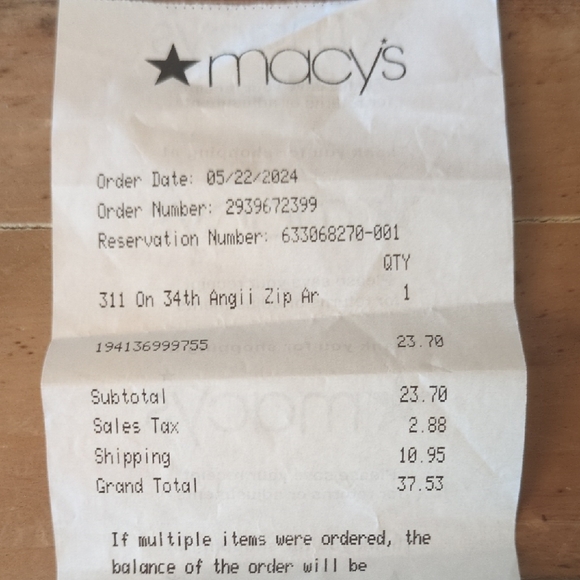 ★macy's
Order Date: 05/22/2024
Order Number: 2939672399
Reservation Number: 633068270-001
QTY
311 On 34th Angii Zip An 1
194136999755 23.70
Subtotal 23.70
Sales Tax 2.88
Shipping 10.95
Grand Total 37.53
If multiple items were ordered, the
balance of the order will be